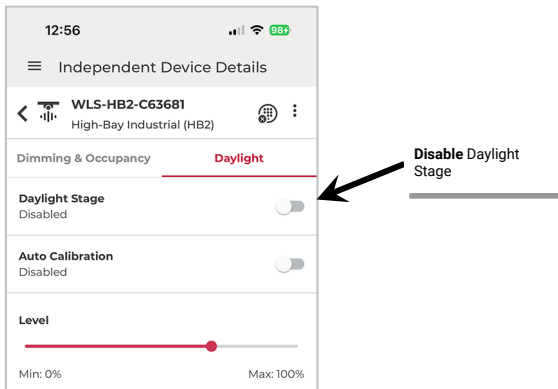 12:56
98
Independent Device Details
WLS-HB2-C63681
High-Bay Industrial (HB2)
Dimming & Occupancy
Daylight
Daylight Stage
Disabled
Auto Calibration
Disabled
Level
Min: 0%
Max: 100%
Disable Daylight
Stage